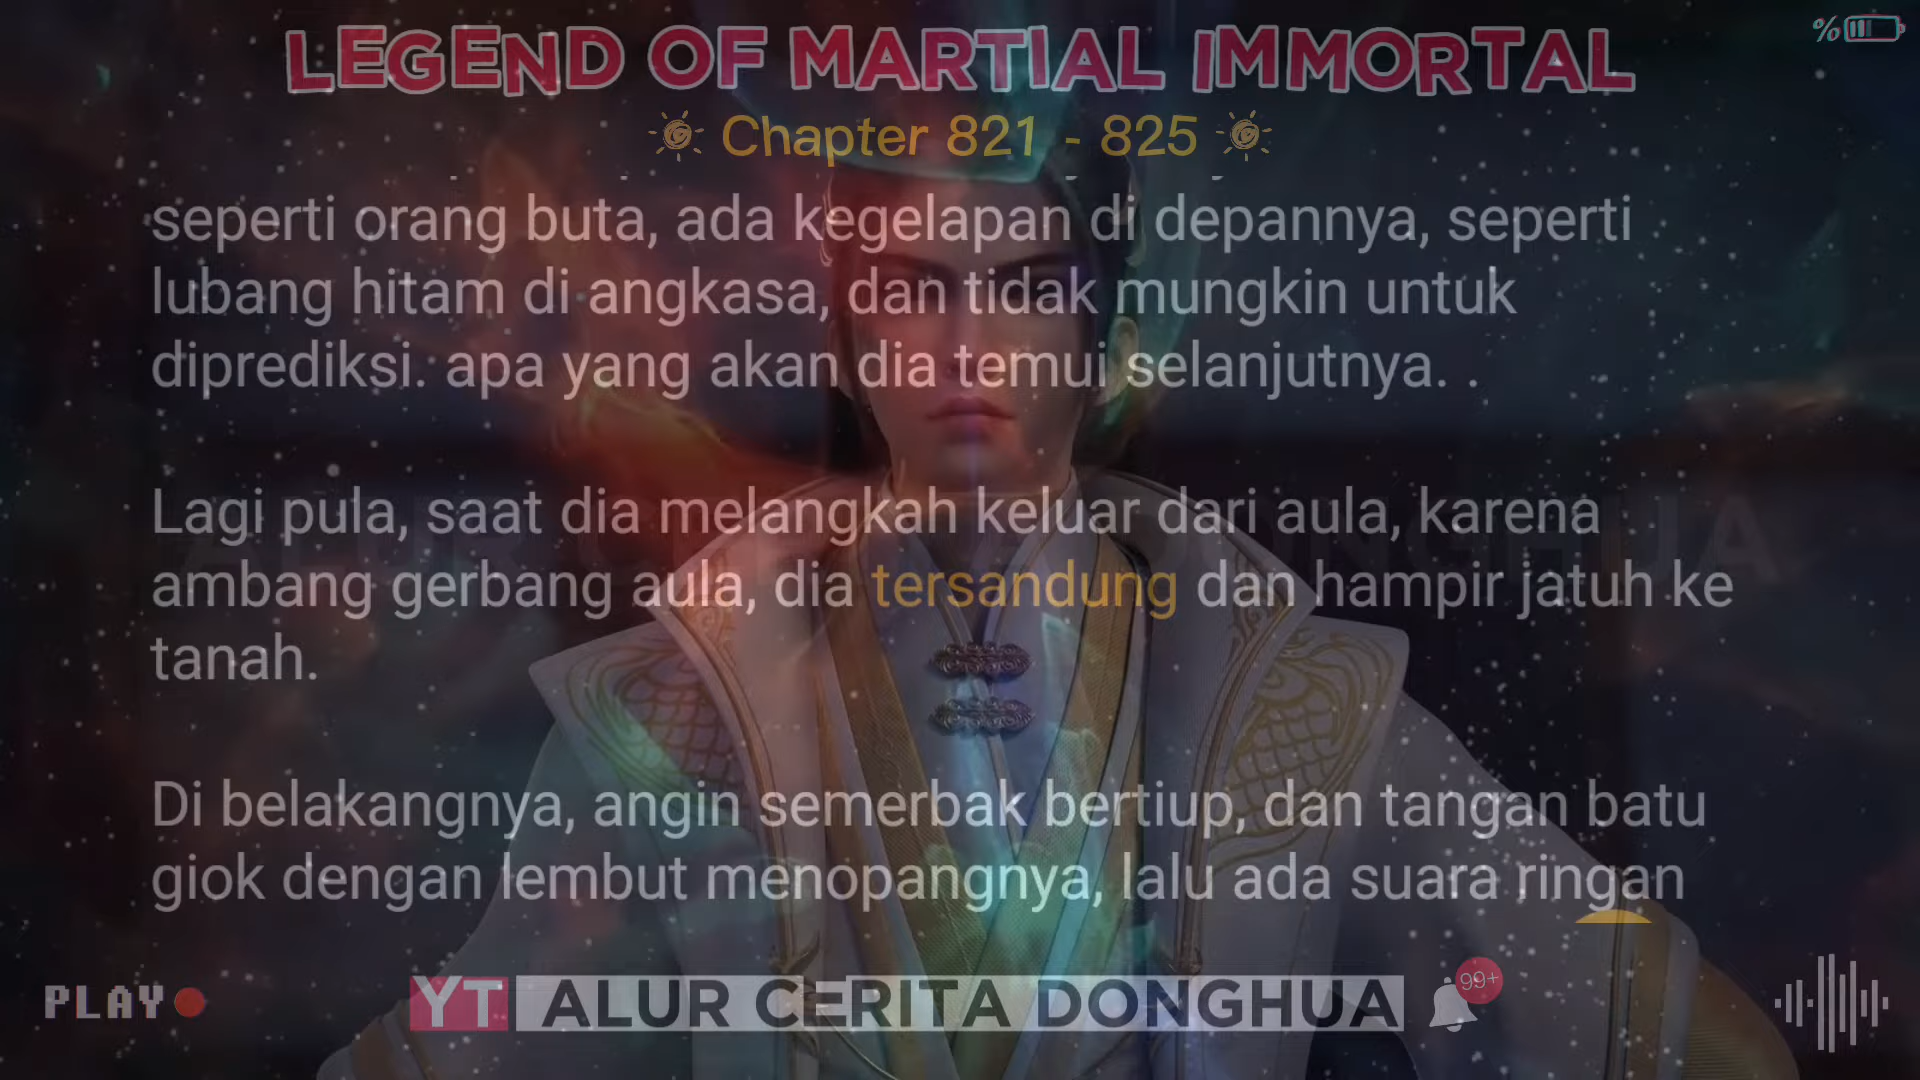 LEGEND OF MARTIAL IMMORTAL
%
Chapter 821 - 825
seperti orang buta, ada kegelapan di depannya, seperti
lubang hitam di angkasa, dan tidak mungkin untuk
diprediksi. apa yang akan dia temui selanjutnya. .
Lagi pula, saat dia melangkah keluar dari aula, karena
ambang gerbang aula, dia tersandung dan hampir jatuh ke
tanah.
Di belakangnya, angin semerbak bertiup, dan tangan batu
giok dengan lembut menopangnya, lalu ada suara ringan
PLAY
YT ALUR CERITA DONGHUA
99+